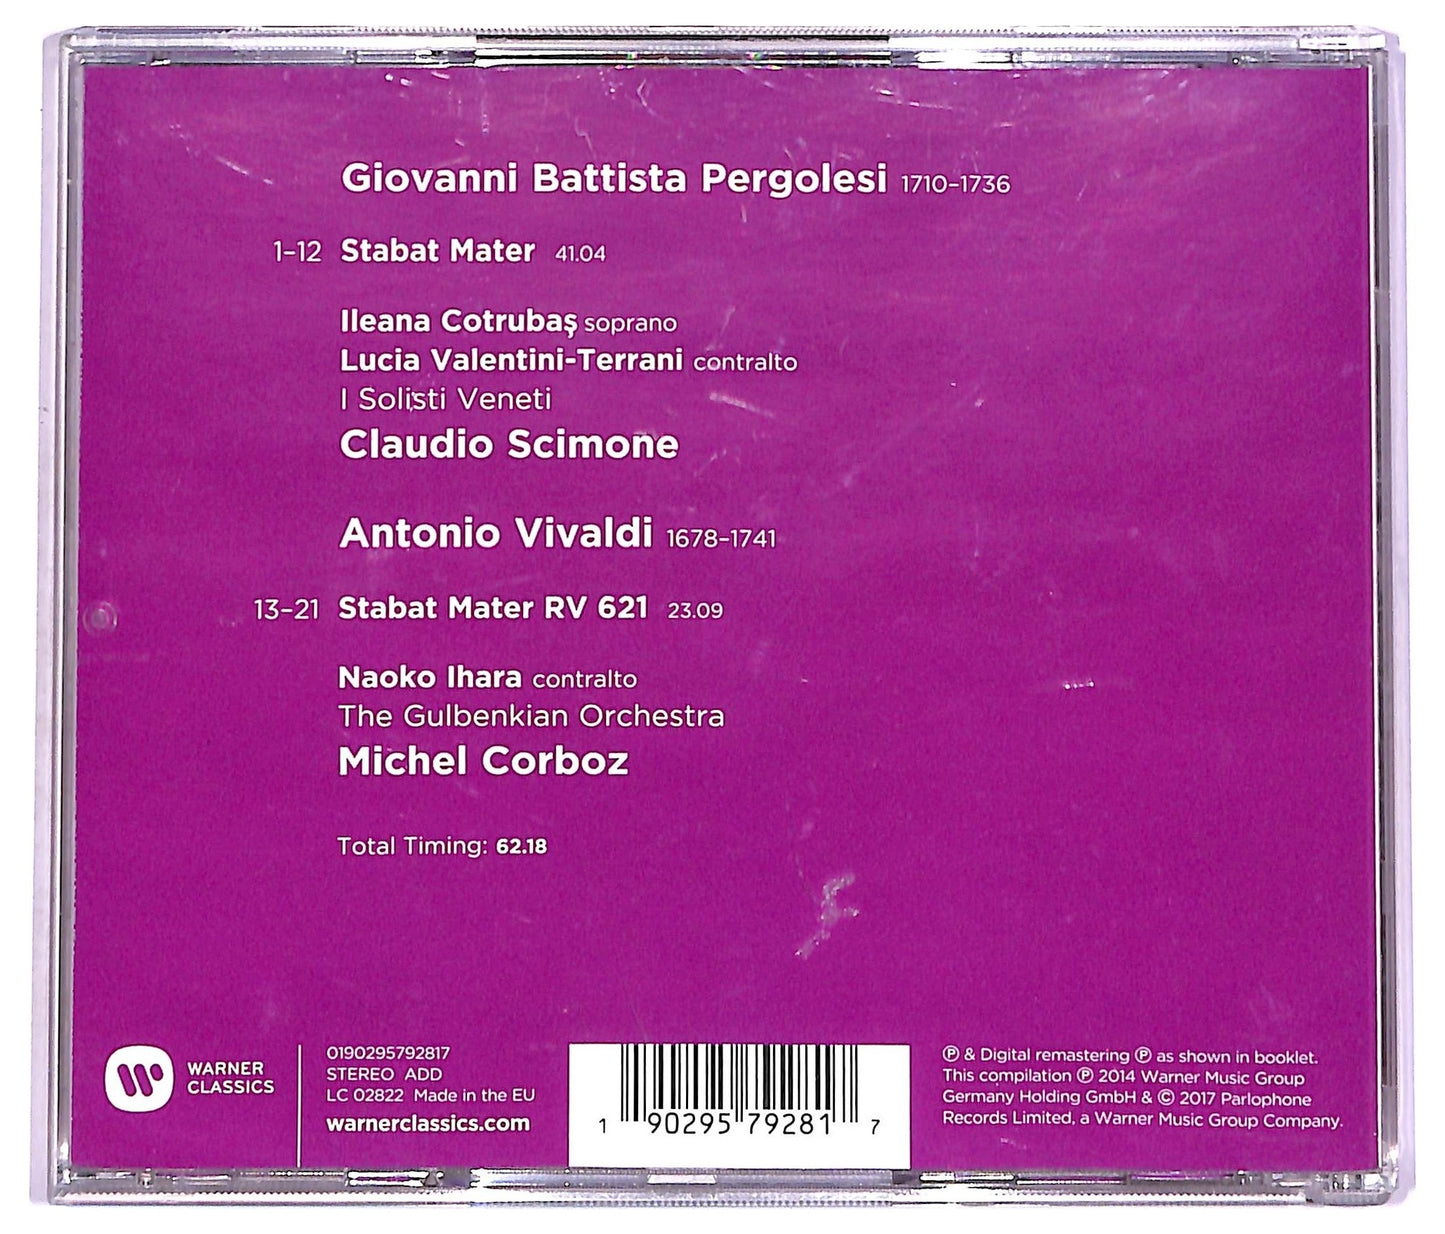 Giovanni Battista Pergolesi 1710–1736
1–12 Stabat Mater 41.04
Ileana Cotrubaș soprano
Lucia Valentini-Terrani contralto
I Solisti Veneti
Claudio Scimone
Antonio Vivaldi 1678–1741
13–21 Stabat Mater RV 621 23.09
Naoko Ihara contralto
The Gulbenkian Orchestra
Michel Corboz
Total Timing: 62.18
WARNER
CLASSICS
0190295792817
STEREO ADD
LC 02822 Made in the EU
warnerclassics.com
1 90295 79281 7
℗ & Digital remastering ℗ as shown in booklet.
This compilation ℗ 2014 Warner Music Group
Germany Holding GmbH & © 2017 Parlophone
Records Limited, a Warner Music Group Company.